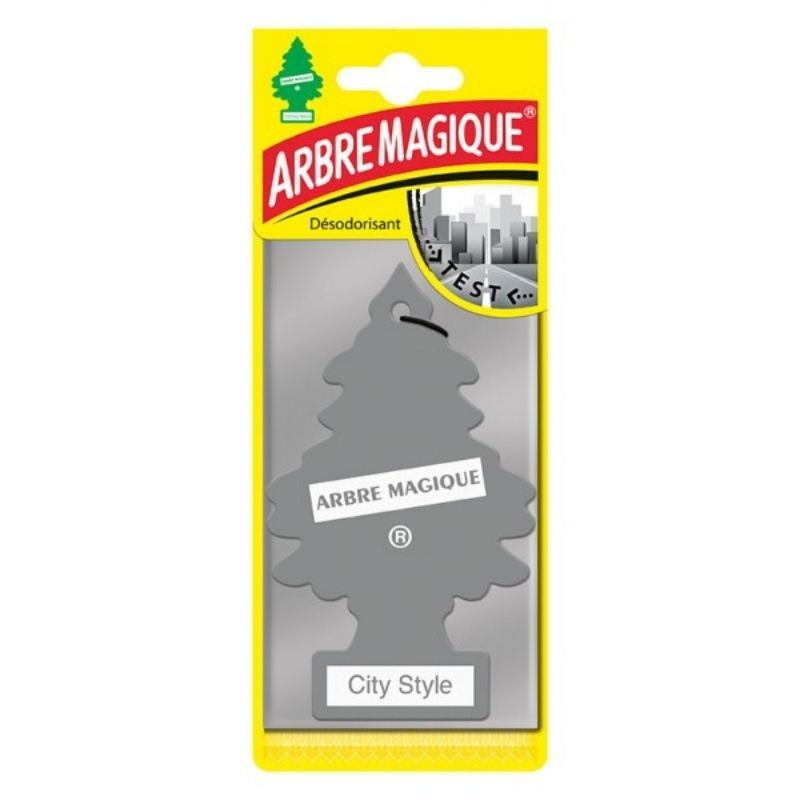 ARBRE MAGIQUE®
Désodorisant
TEST
ARBRE MAGIQUE
®
City Style